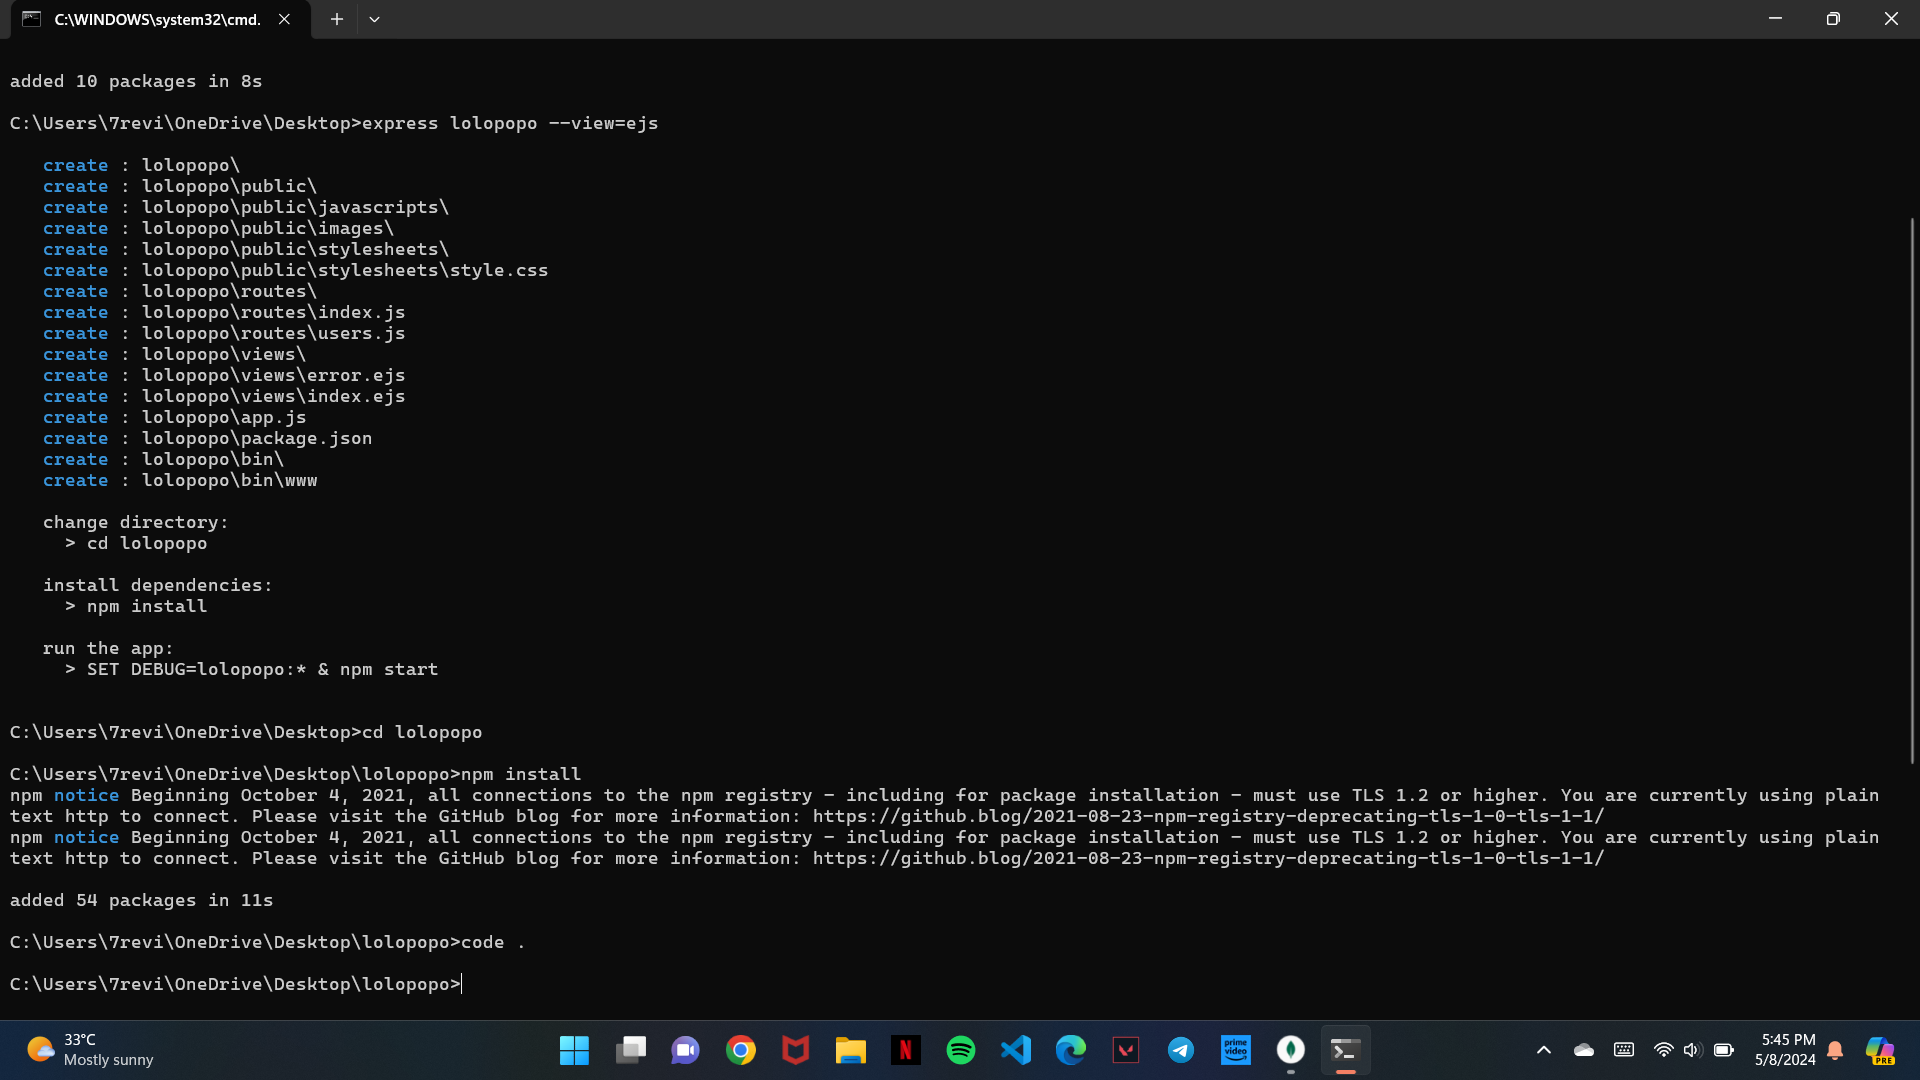 C:\WINDOWS\system32\cmd.
added 10 packages in 8s
C:\Users\7revi\OneDrive\Desktop>express lolopopo --view=ejs
create : lolopopo\
create : lolopopo\public\
create : lolopopo\public\javascripts\
create : lolopopo\public\images\
create : lolopopo\public\stylesheets\
create : lolopopo\public\stylesheets\style.css
create : lolopopo\routes\
create : lolopopo\routes\index.js
create : lolopopo\routes\users.js
create : lolopopo\views\
create : lolopopo\views\error.ejs
create : lolopopo\views\index.ejs
create : lolopopo\app.js
create : lolopopo\package.json
create : lolopopo\bin\
create : lolopopo\bin\www
change directory:
> cd lolopopo
install dependencies:
> npm install
run the app:
> SET DEBUG=lolopopo:* & npm start
C:\Users\7revi\OneDrive\Desktop>cd lolopopo
C:\Users\7revi\OneDrive\Desktop\lolopopo>npm install
npm notice Beginning October 4, 2021, all connections to the npm registry - including for package installation - must use TLS 1.2 or higher. You are currently using plain
text http to connect. Please visit the GitHub blog for more information: https://github.blog/2021-08-23-npm-registry-deprecating-tls-1-0-tls-1-1/
npm notice Beginning October 4, 2021, all connections to the npm registry - including for package installation - must use TLS 1.2 or higher. You are currently using plain
text http to connect. Please visit the GitHub blog for more information: https://github.blog/2021-08-23-npm-registry-deprecating-tls-1-0-tls-1-1/
added 54 packages in 11s
C:\Users\7revi\OneDrive\Desktop\lolopopo>code .
C:\Users\7revi\OneDrive\Desktop\lolopopo>
33°C
Mostly sunny
N
prime video
5:45 PM
5/8/2024
PRE